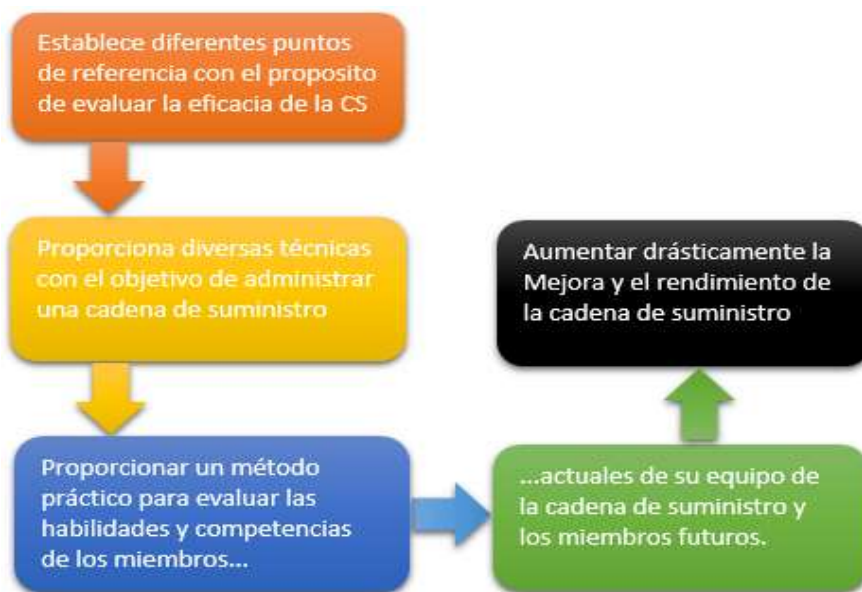 Establece diferentes puntos
de referencia con el proposito
de evaluar la eficacia de la CS
Proporciona diversas técnicas
con el objetivo de administrar
una cadena de suministro
Proporcionar un método
práctico para evaluar las
habilidades y competencias
de los miembros...
...actuales de su equipo de
la cadena de suministro y
los miembros futuros.
Aumentar drásticamente la
Mejora y el rendimiento de
la cadena de suministro